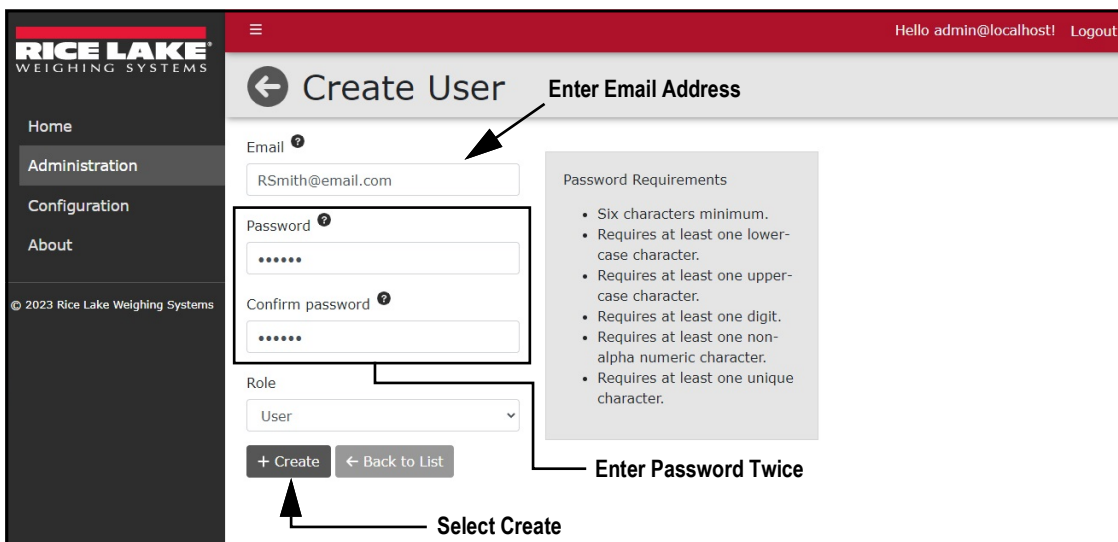 RICE LAKE®
WEIGHING SYSTEMS
Home
Administration
Configuration
About
© 2023 Rice Lake Weighing Systems
Hello admin@localhost! Logout
Create User
Enter Email Address
Email
RSmith@email.com
Password
••••••
Confirm password
••••••
Role
User
+ Create
← Back to List
Password Requirements
• Six characters minimum.
• Requires at least one lower-
case character.
• Requires at least one upper-
case character.
• Requires at least one digit.
• Requires at least one non-
alpha numeric character.
• Requires at least one unique
character.
Enter Password Twice
Select Create